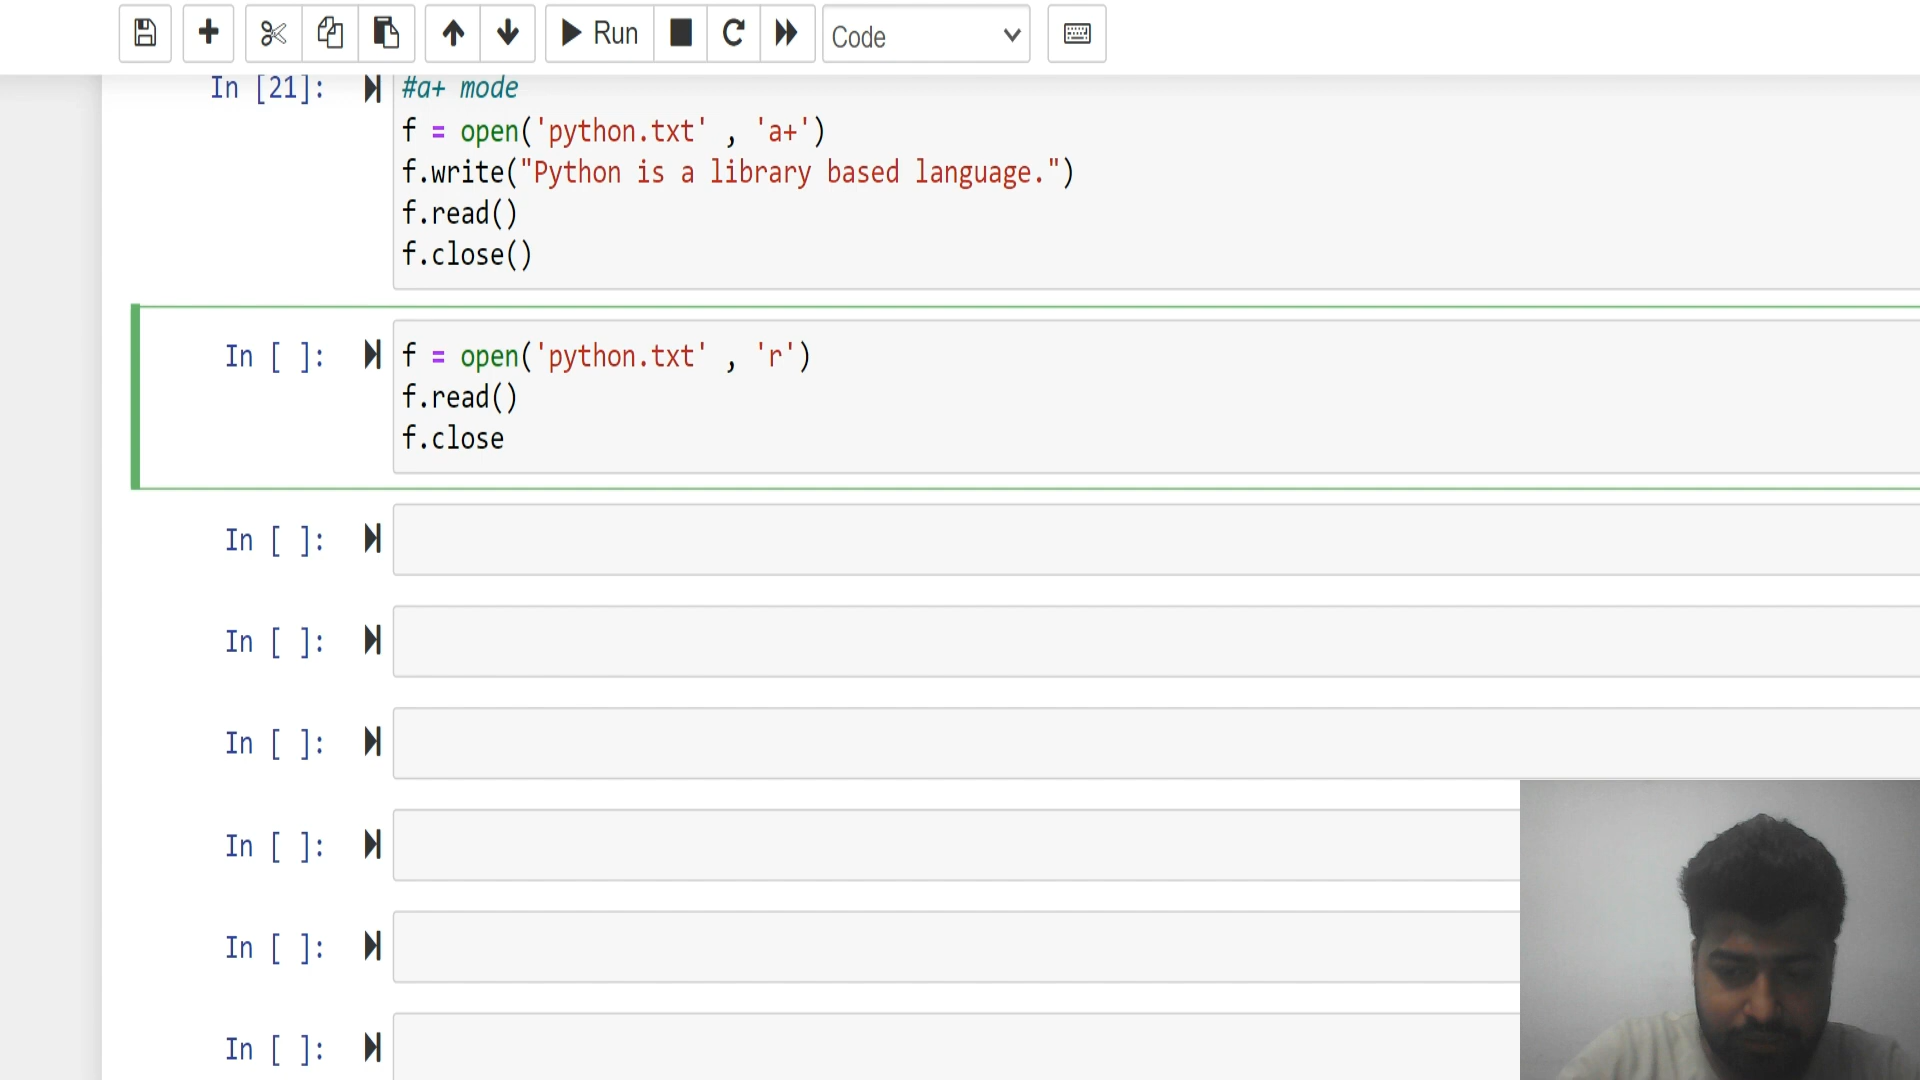 Run
Code
In [21]:
#a+ mode
f = open('python.txt' , 'a+')
f.write("Python is a library based language.")
f.read()
f.close()
In [ ]:
f = open('python.txt' , 'r')
f.read()
f.close
In [ ]:
In [ ]:
In [ ]:
In [ ]:
In [ ]:
In [ ]: